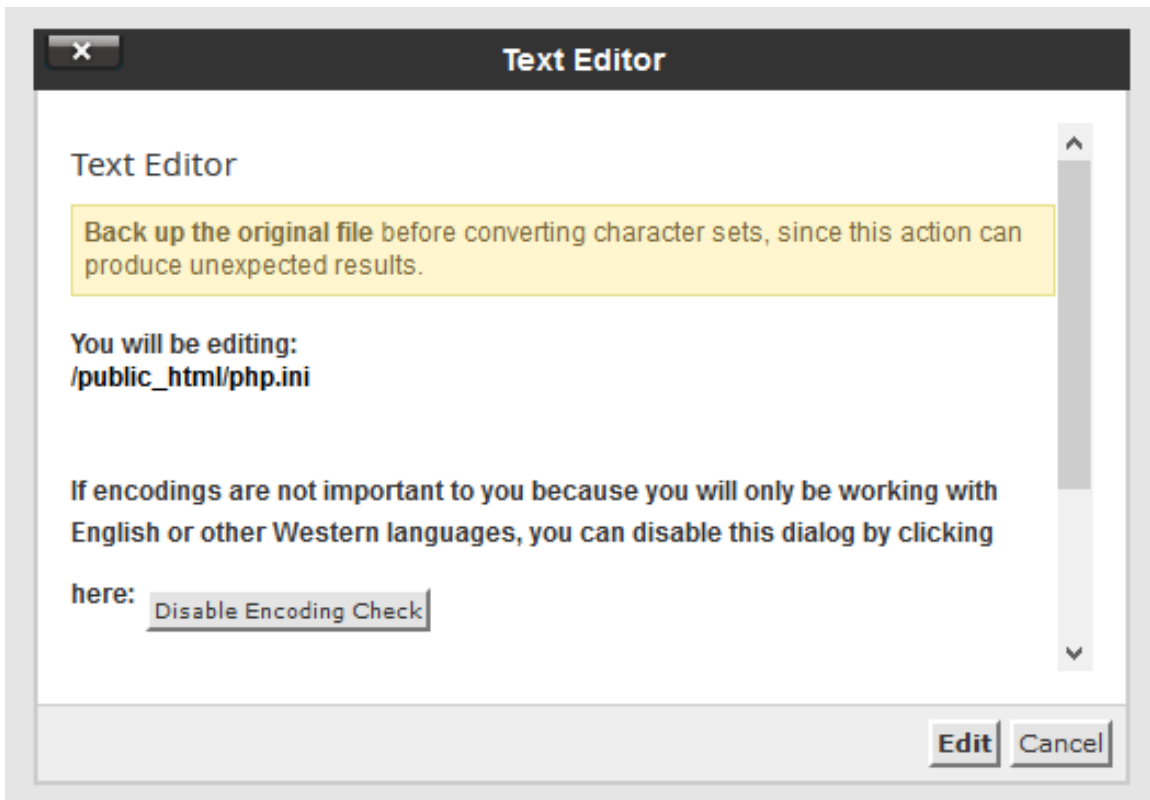 Text Editor
Text Editor
Back up the original file before converting character sets, since this action can
produce unexpected results.
You will be editing:
/public_html/php.ini
If encodings are not important to you because you will only be working with
English or other Western languages, you can disable this dialog by clicking
here: Disable Encoding Check
Edit Cancel